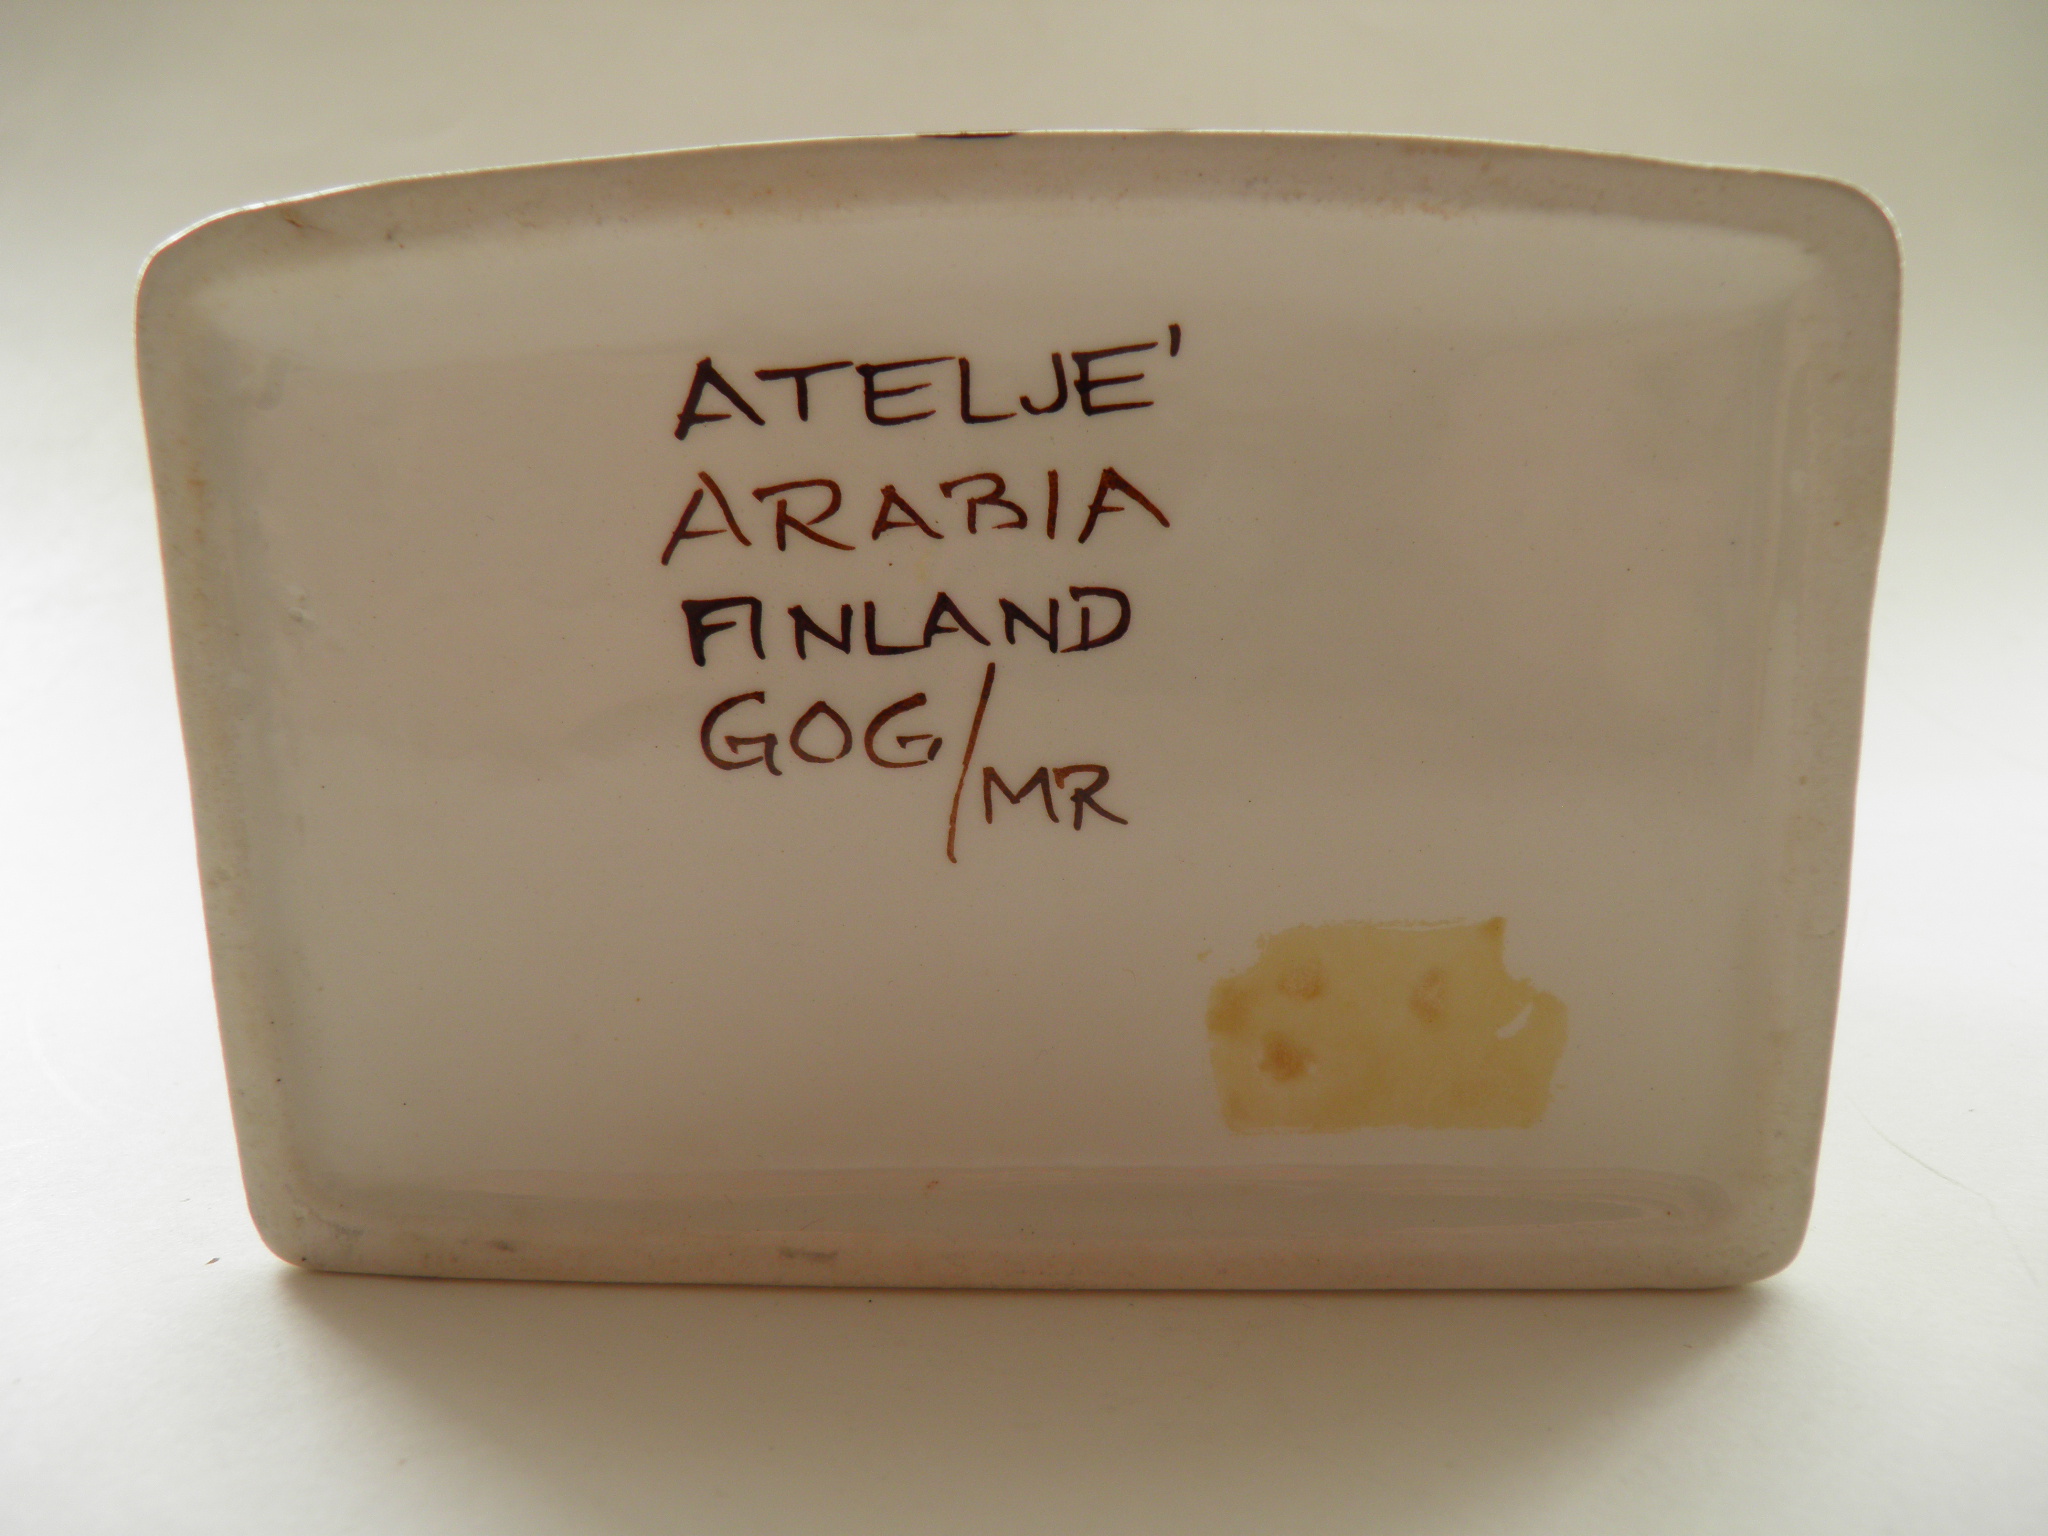 ATELJE'
ARABIA
FINLAND
GOG/MR